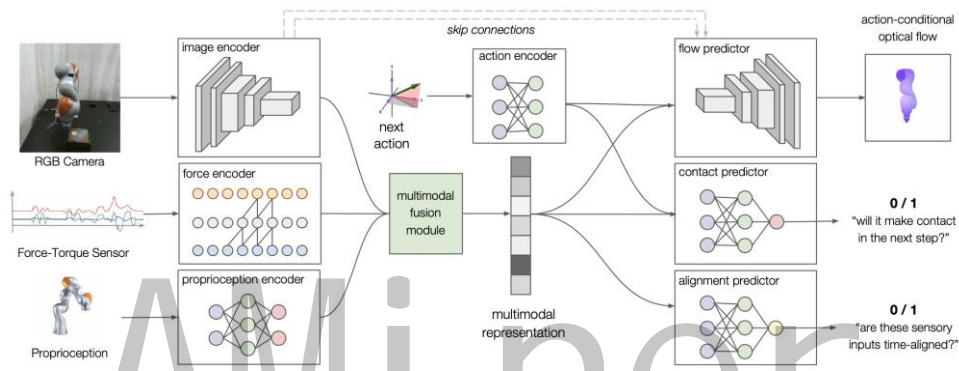 skip connections
action-conditional
optical flow
image encoder
action encoder
flow predictor
RGB Camera
next
action
force encoder
contact predictor
multimodal
fusion
module
0 / 1
“will it make contact
in the next step?”
Force-Torque Sensor
proprioception encoder
alignment predictor
multimodal
representation
0 / 1
“are these sensory
inputs time-aligned?”
Proprioception